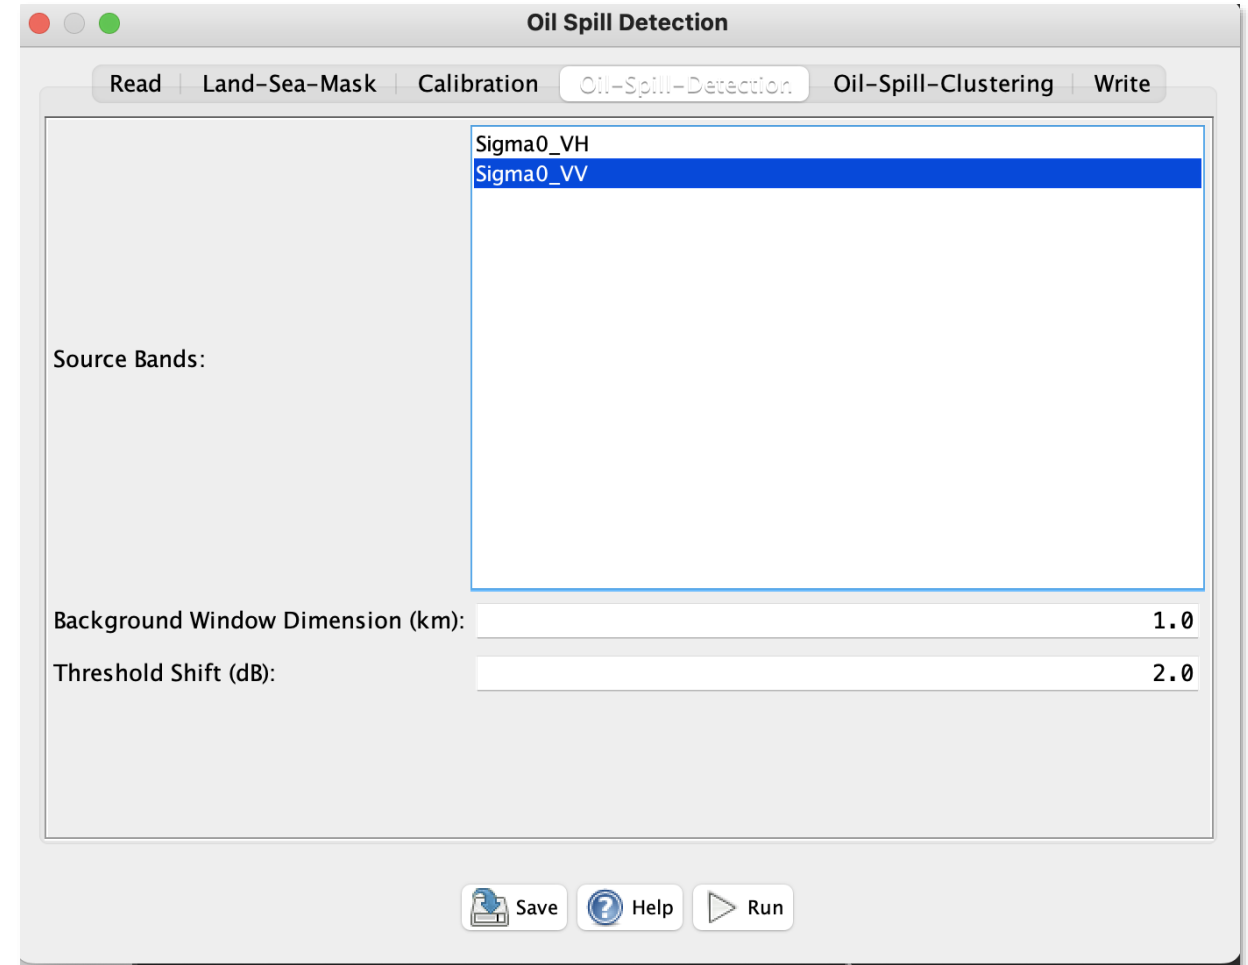 Oil Spill Detection
Read Land-Sea-Mask Calibration Oil-Spill-Detection Oil-Spill-Clustering Write
Sigma0_VH
Sigma0_VV
Source Bands:
Background Window Dimension (km): 1.0
Threshold Shift (dB): 2.0
Save Help Run